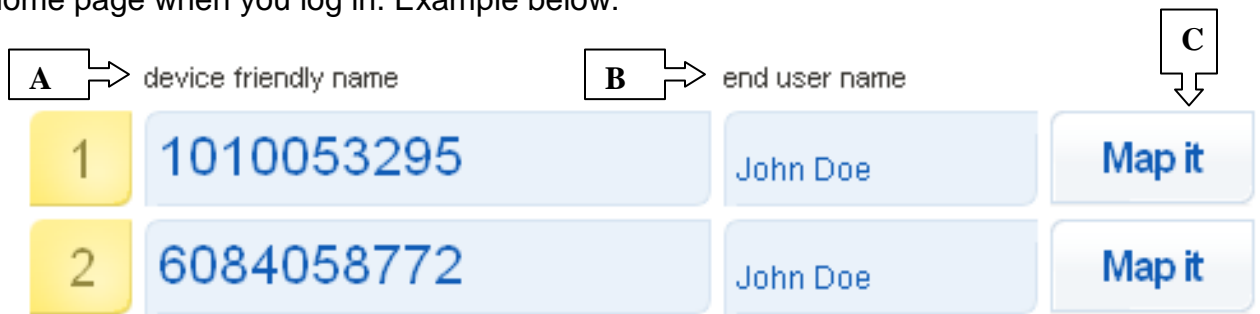 home page when you log in. Example below.
C
A device friendly name B end user name
1 1010053295 John Doe Map it
2 6084058772 John Doe Map it